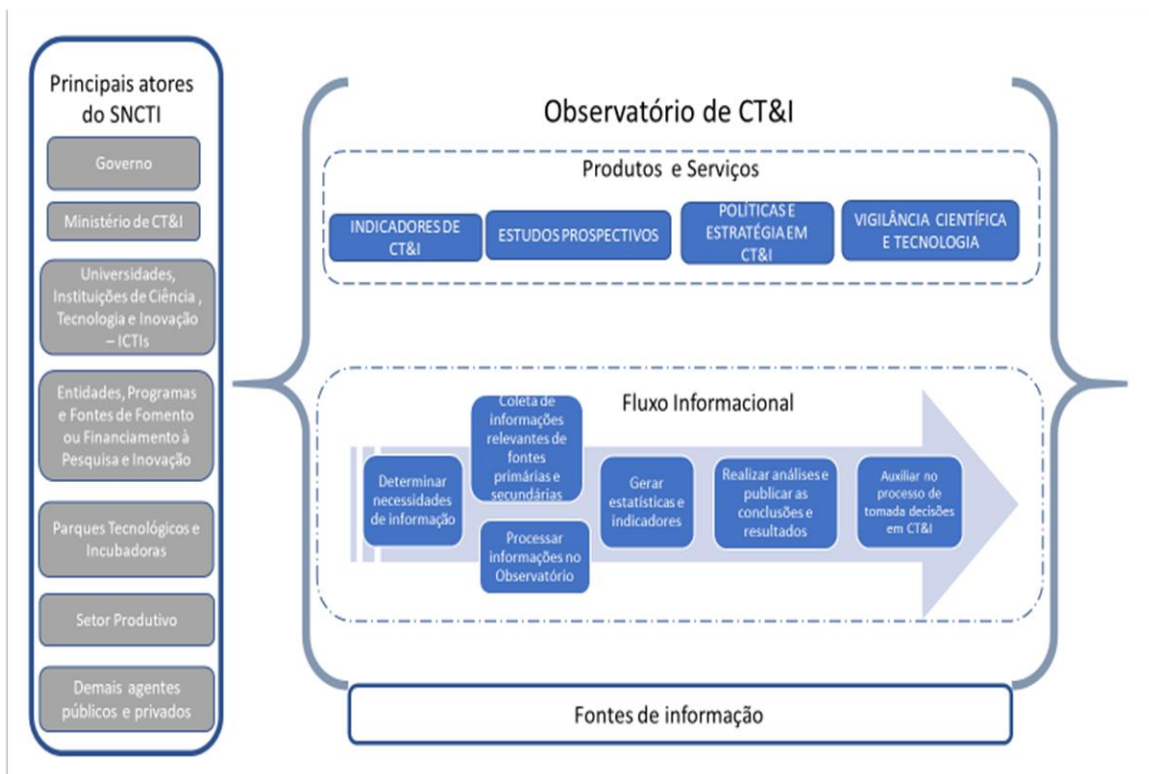 Principais atores
do SNCTI
Governo
Ministério de CT&I
Universidades,
Instituições de Ciência ,
Tecnologia e Inovação
– ICTIs
Entidades, Programas
e Fontes de Fomento
ou Financiamento à
Pesquisa e Inovação
Parques Tecnológicos e
Incubadoras
Setor Produtivo
Demais agentes
públicos e privados
Observatório de CT&I
Produtos e Serviços
INDICADORES DE
CT&I
ESTUDOS PROSPECTIVOS
POLÍTICAS E
ESTRATÉGIA EM
CT&I
VIGILÂNCIA CIENTÍFICA
E TECNOLOGIA
Fluxo Informacional
Determinar
necessidades
de informação
Coleta de
informações
relevantes de
fontes
primárias e
secundárias
Processar
informações no
Observatório
Gerar
estatísticas e
indicadores
Realizar análises e
publicar as
conclusões e
resultados
Auxiliar no
processo de
tomada decisões
em CT&I
Fontes de informação